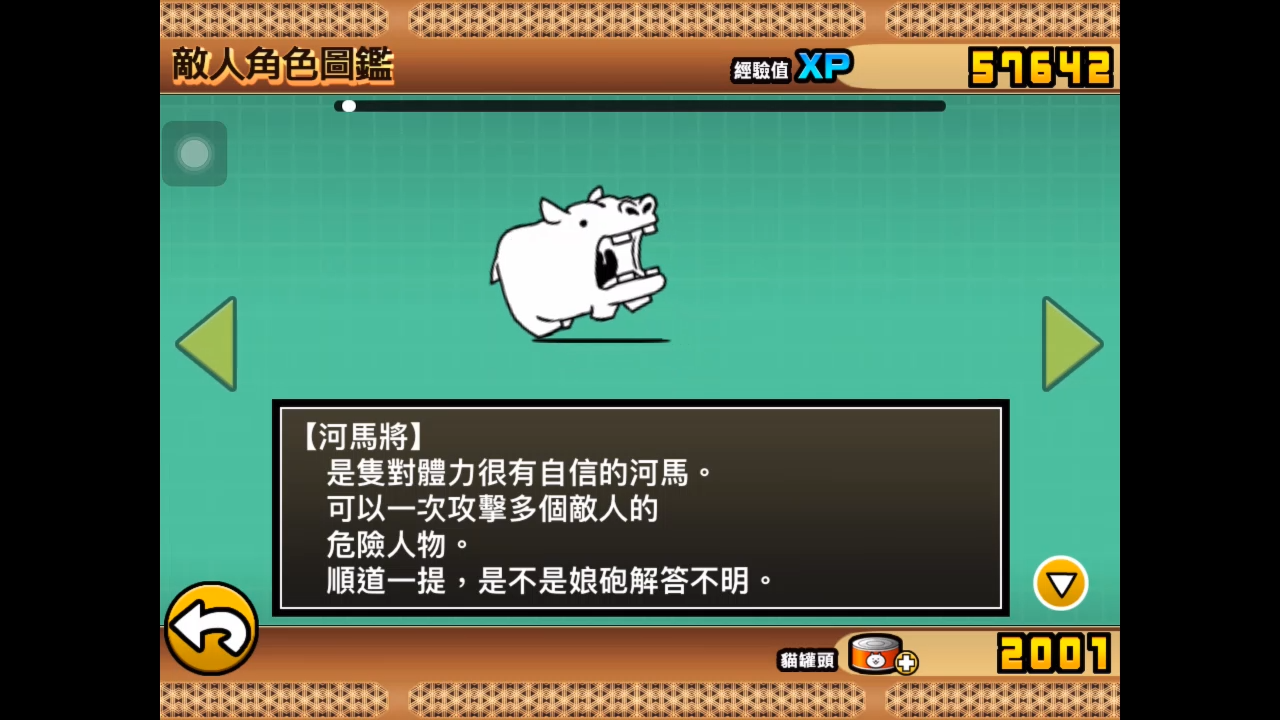 敵人角色圖鑑
經驗值 XP 57642
【河馬將】
是隻對體力很有自信的河馬。
可以一次攻擊多個敵人的
危險人物。
順道一提，是不是娘砲解答不明。
貓罐頭 2001